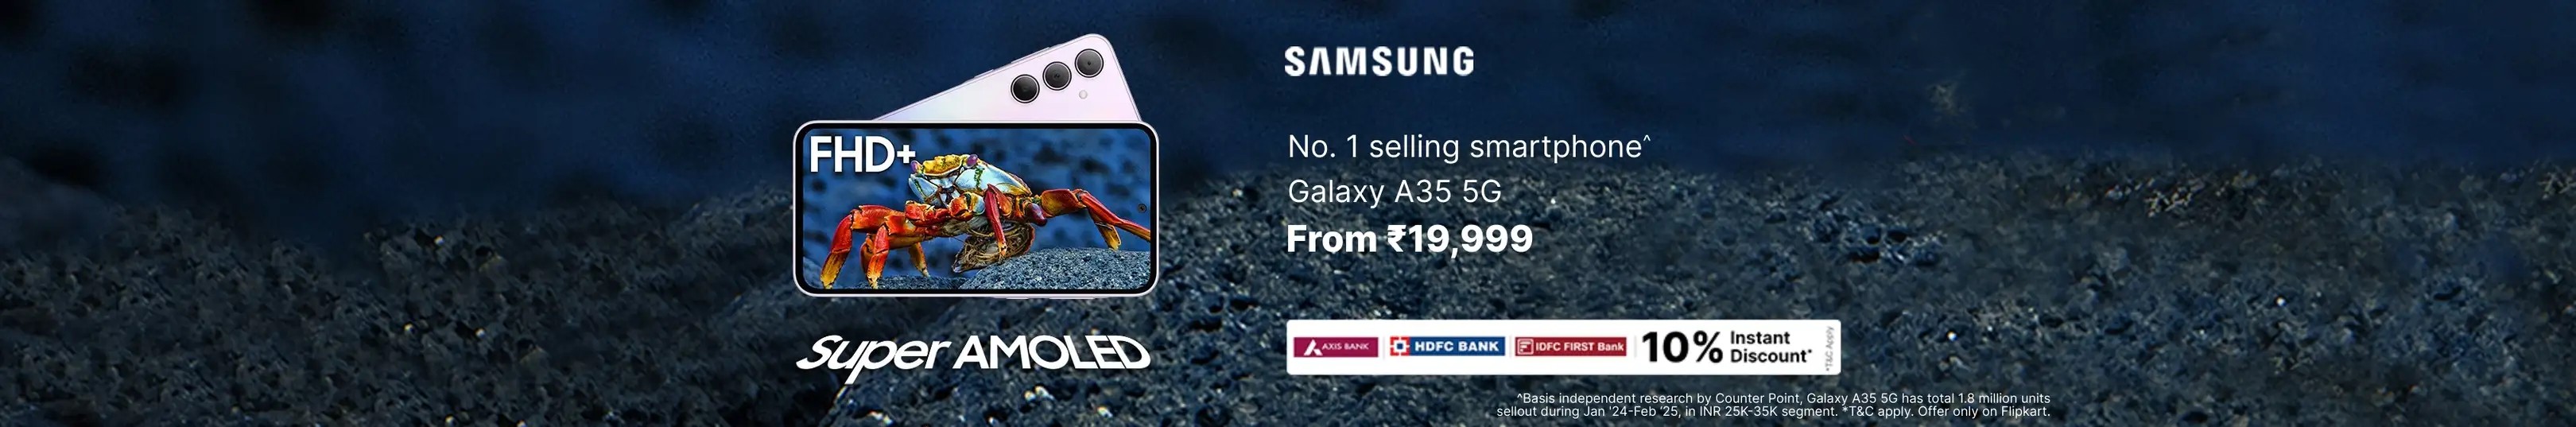 FHD+
Super AMOLED
SAMSUNG
No. 1 selling smartphone^
Galaxy A35 5G
From ₹19,999
AXIS BANK
HDFC BANK
IDFC FIRST Bank
10% Instant Discount*
*T&C Apply
^Basis independent research by Counter Point, Galaxy A35 5G has total 1.8 million units
sellout during Jan '24-Feb '25, in INR 25K-35K segment. *T&C apply. Offer only on Flipkart.